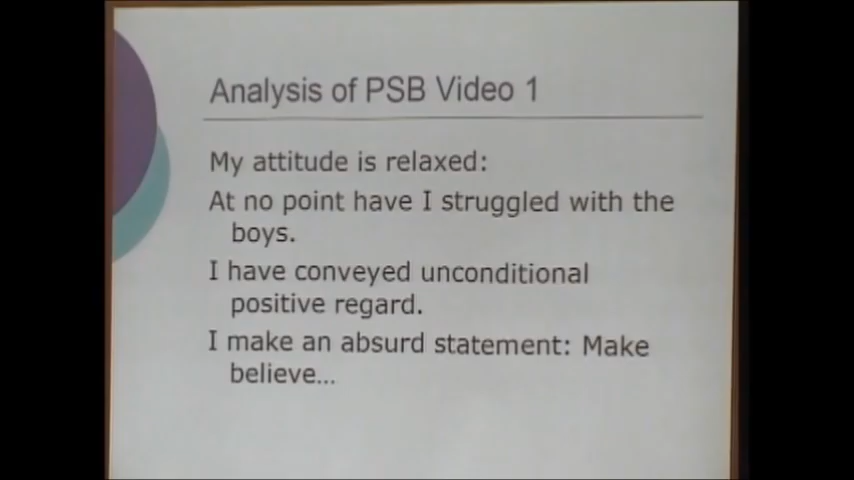 Analysis of PSB Video 1
My attitude is relaxed:
At no point have I struggled with the
boys.
I have conveyed unconditional
positive regard.
I make an absurd statement: Make
believe...